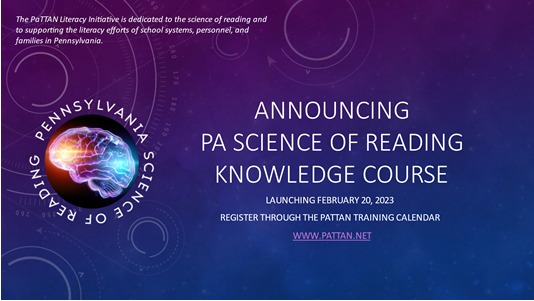 The PaTTAN Literacy Initiative is dedicated to the science of reading and
to supporting the literacy efforts of school systems, personnel, and
families in Pennsylvania.
PENNSYLVANIA SCIENCE OF READING
ANNOUNCING
PA SCIENCE OF READING
KNOWLEDGE COURSE
LAUNCHING FEBRUARY 20, 2023
REGISTER THROUGH THE PATTAN TRAINING CALENDAR
WWW.PATTAN.NET